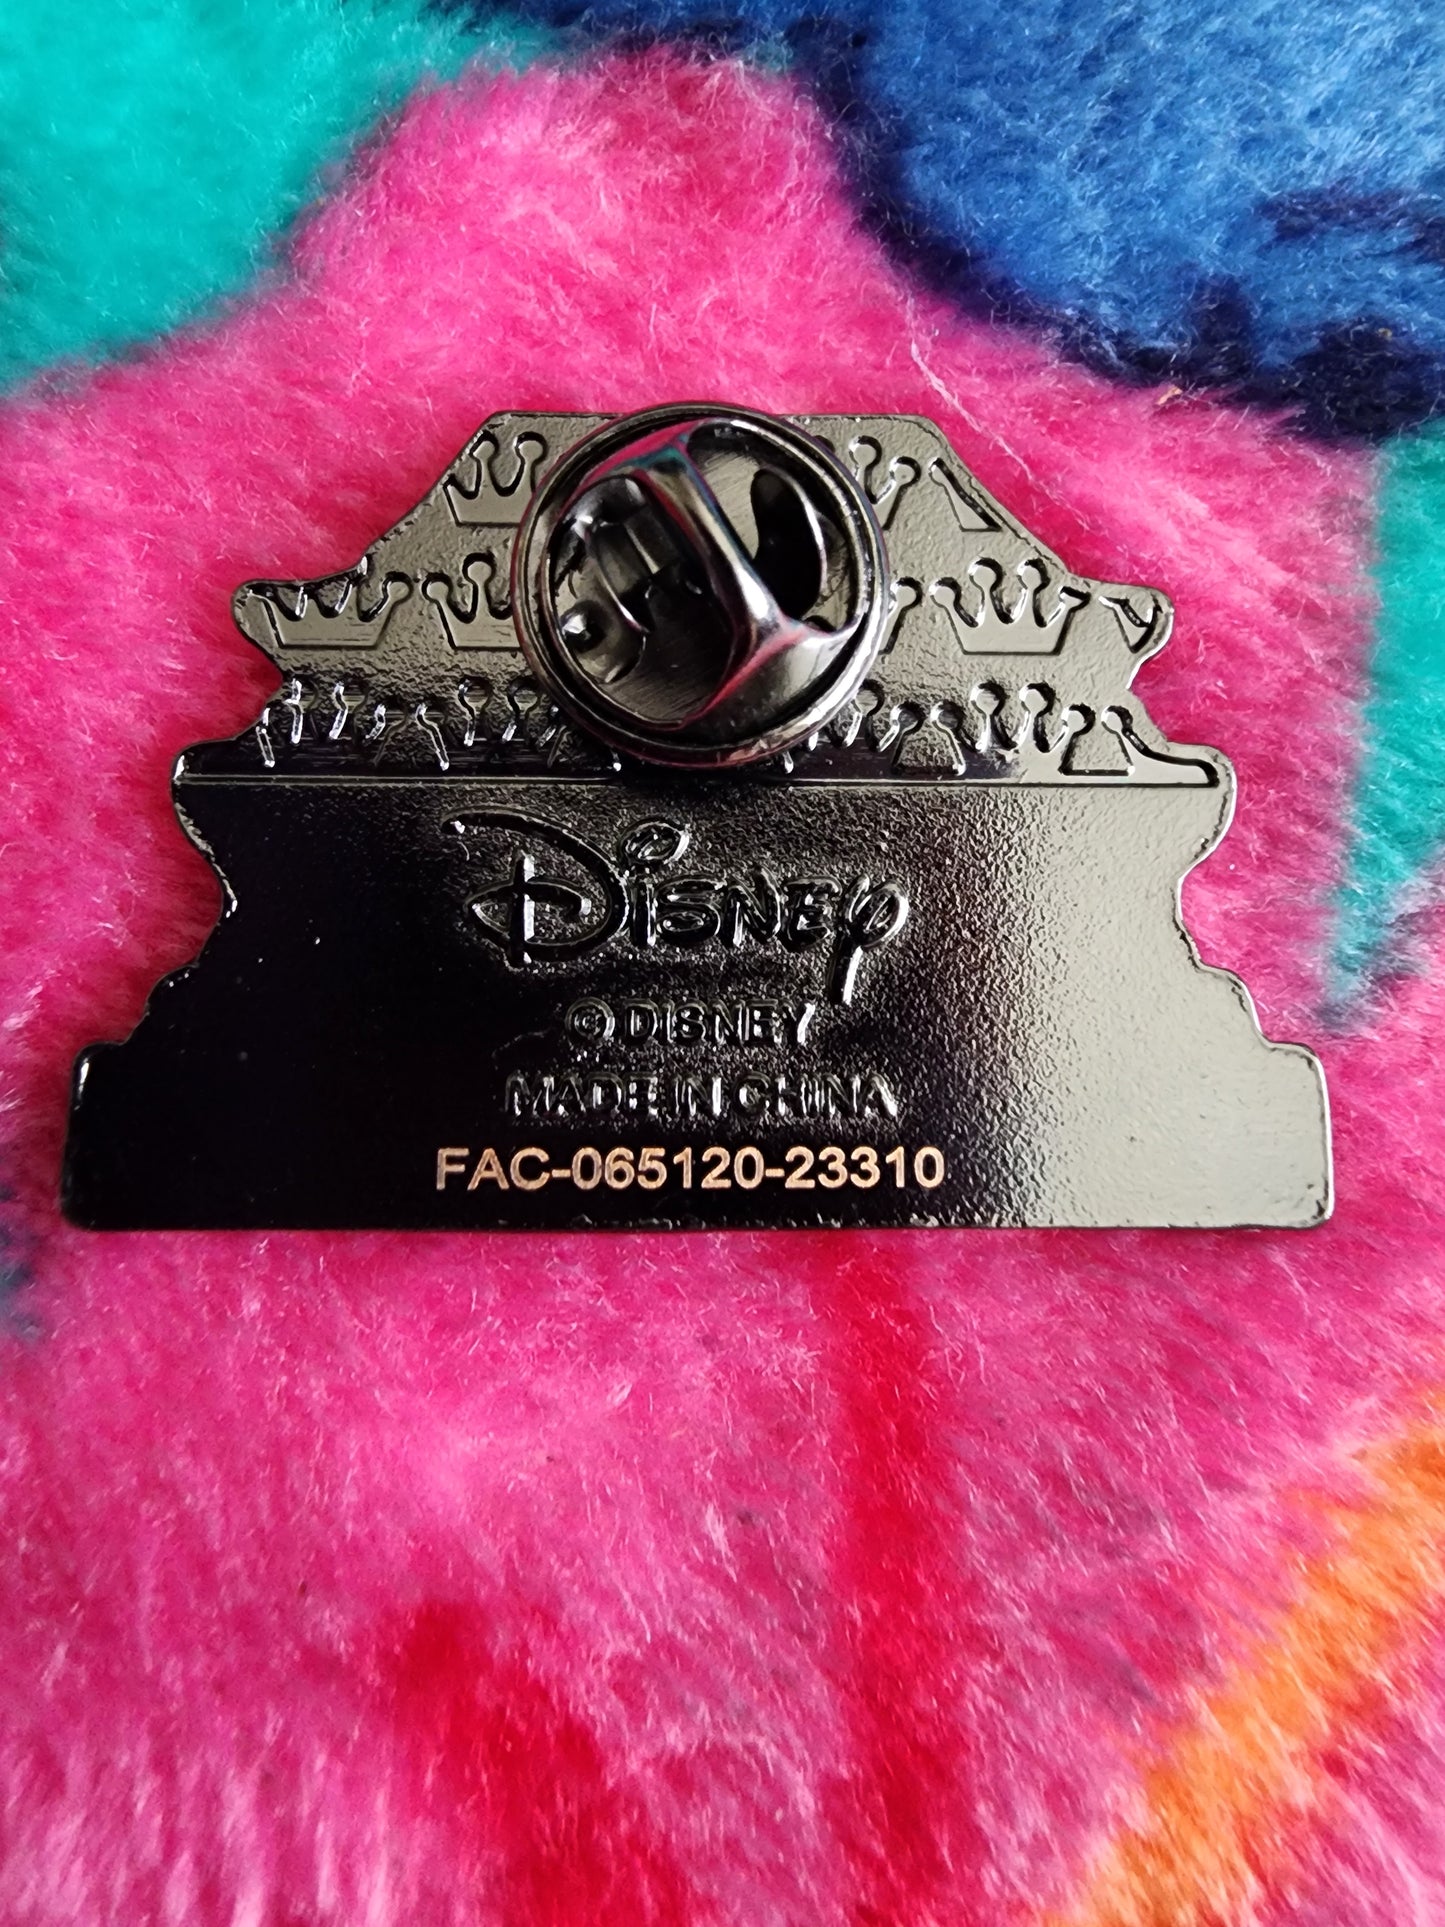 Disney
© DISNEY
MADE IN CHINA
FAC-065120-23310